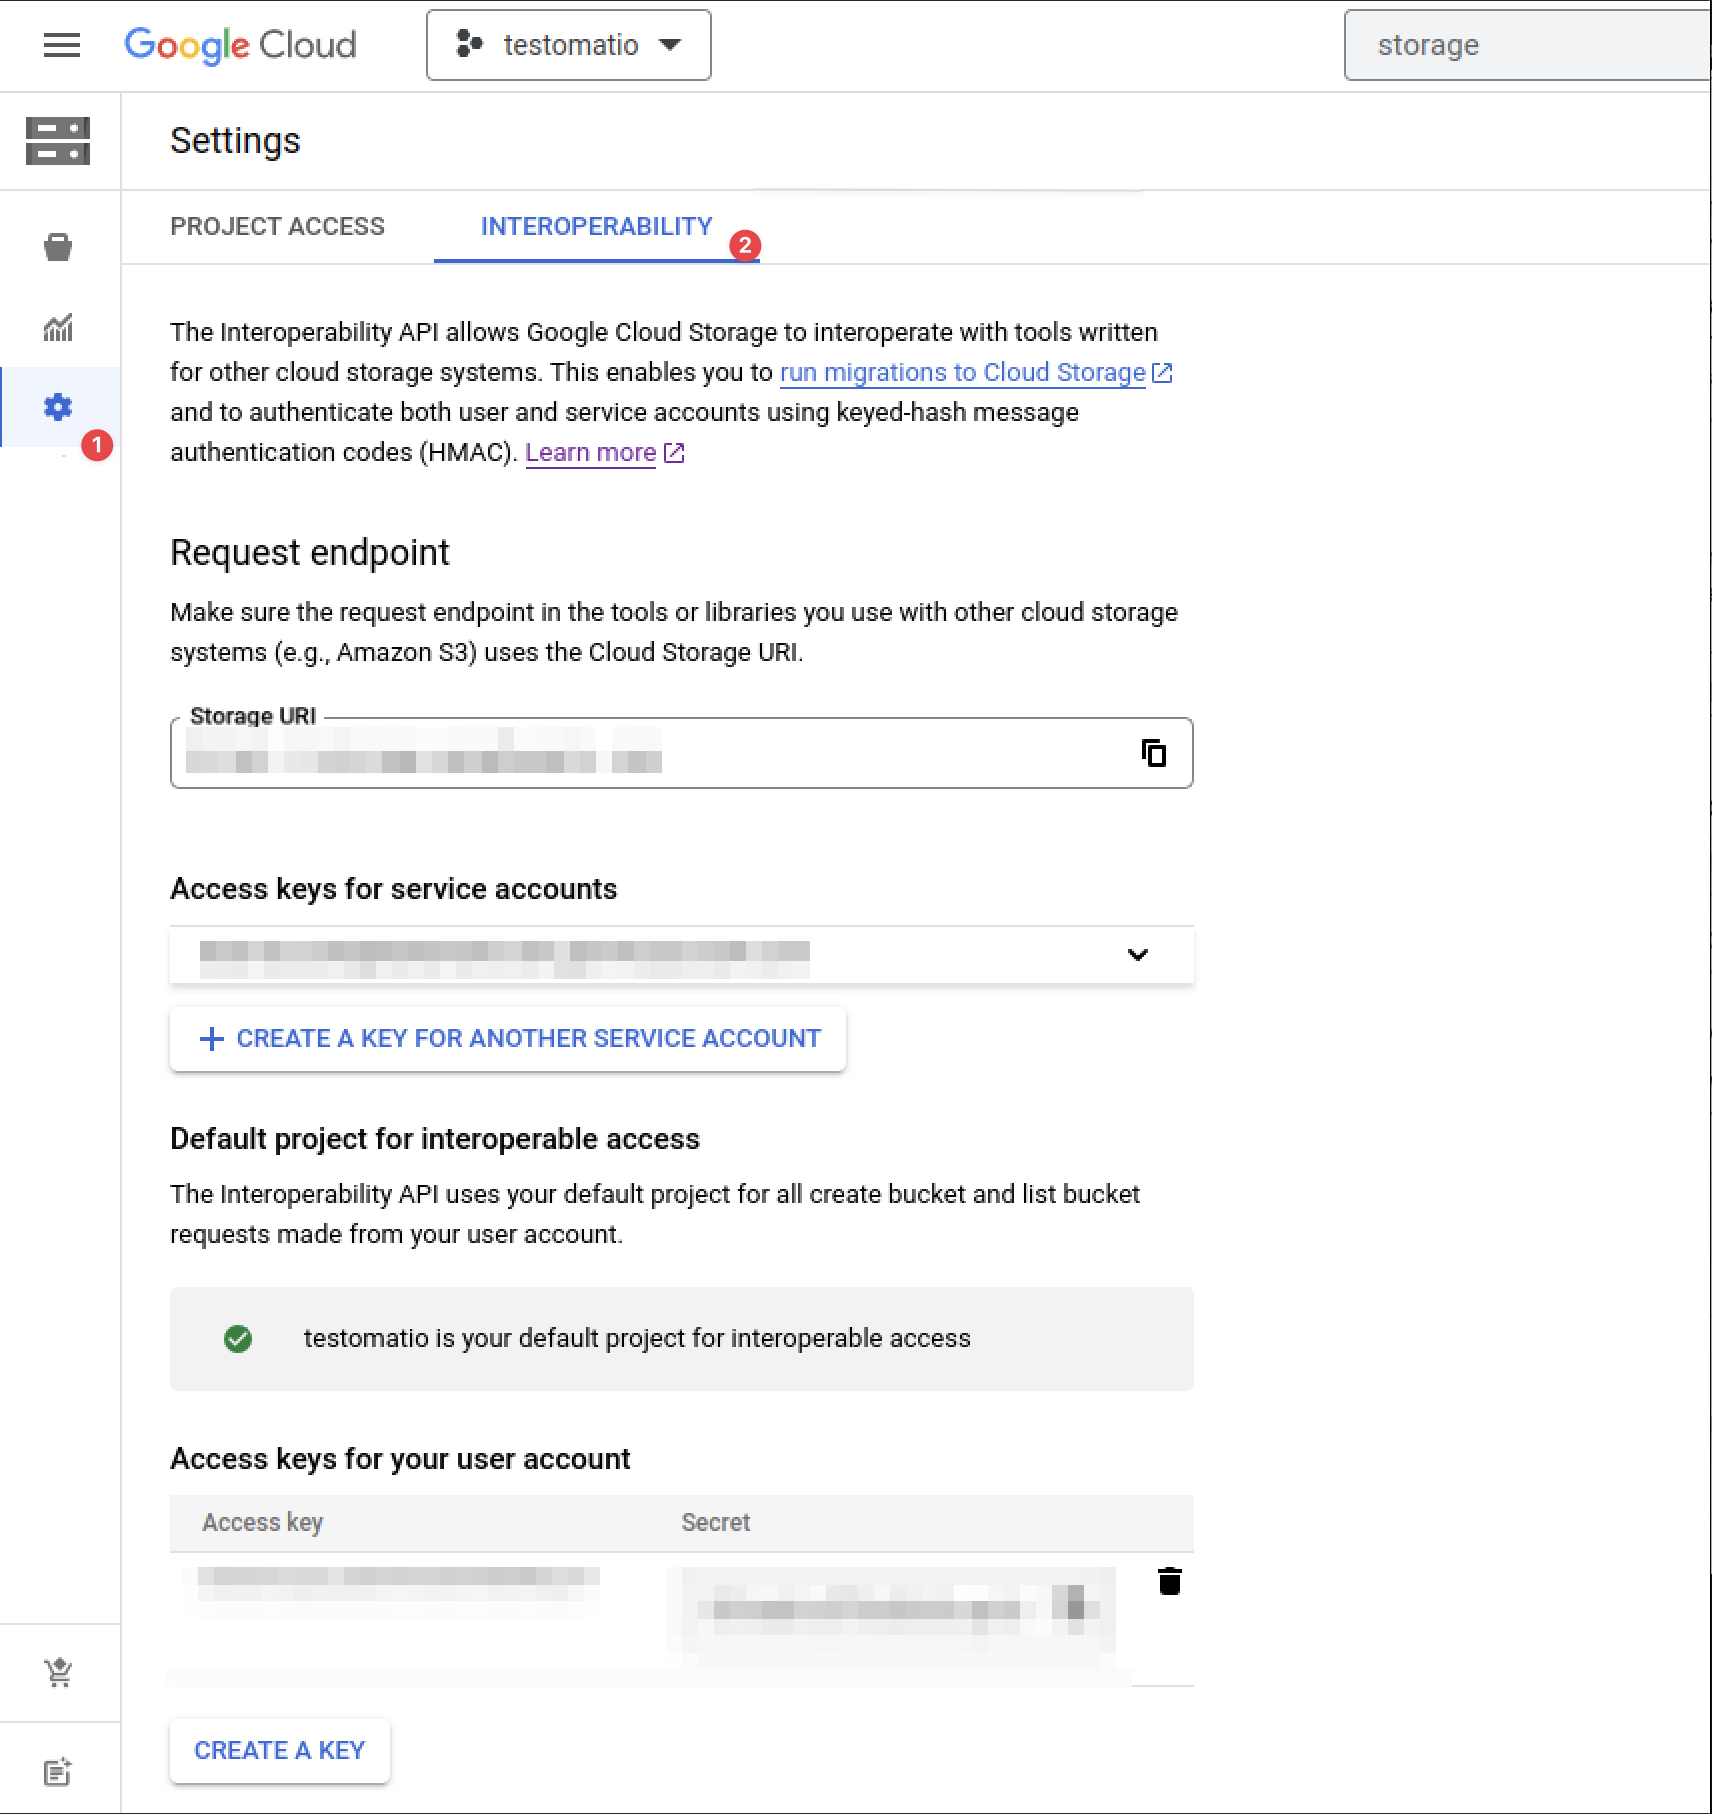 Google Cloud
testomatio
storage
Settings
PROJECT ACCESS
INTEROPERABILITY
2
1
The Interoperability API allows Google Cloud Storage to interoperate with tools written
for other cloud storage systems. This enables you to run migrations to Cloud Storage
and to authenticate both user and service accounts using keyed-hash message
authentication codes (HMAC). Learn more
Request endpoint
Make sure the request endpoint in the tools or libraries you use with other cloud storage
systems (e.g., Amazon S3) uses the Cloud Storage URI.
Storage URI
Access keys for service accounts
CREATE A KEY FOR ANOTHER SERVICE ACCOUNT
Default project for interoperable access
The Interoperability API uses your default project for all create bucket and list bucket
requests made from your user account.
testomatio is your default project for interoperable access
Access keys for your user account
Access key
Secret
CREATE A KEY